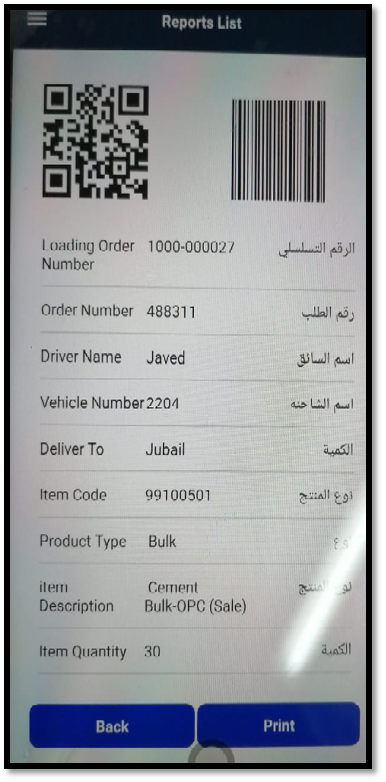 Reports List
Loading Order Number 1000-000027 الرقم التسلسلي
Order Number 488311 رقم الطلب
Driver Name Javed اسم السائق
Vehicle Number 2204 اسم الشاحنه
Deliver To Jubail الكمية
Item Code 99100501 نوع المنتج
Product Type Bulk نوع
item Description Cement Bulk-OPC (Sale) نوع المنتج
Item Quantity 30 الكمية
Back Print